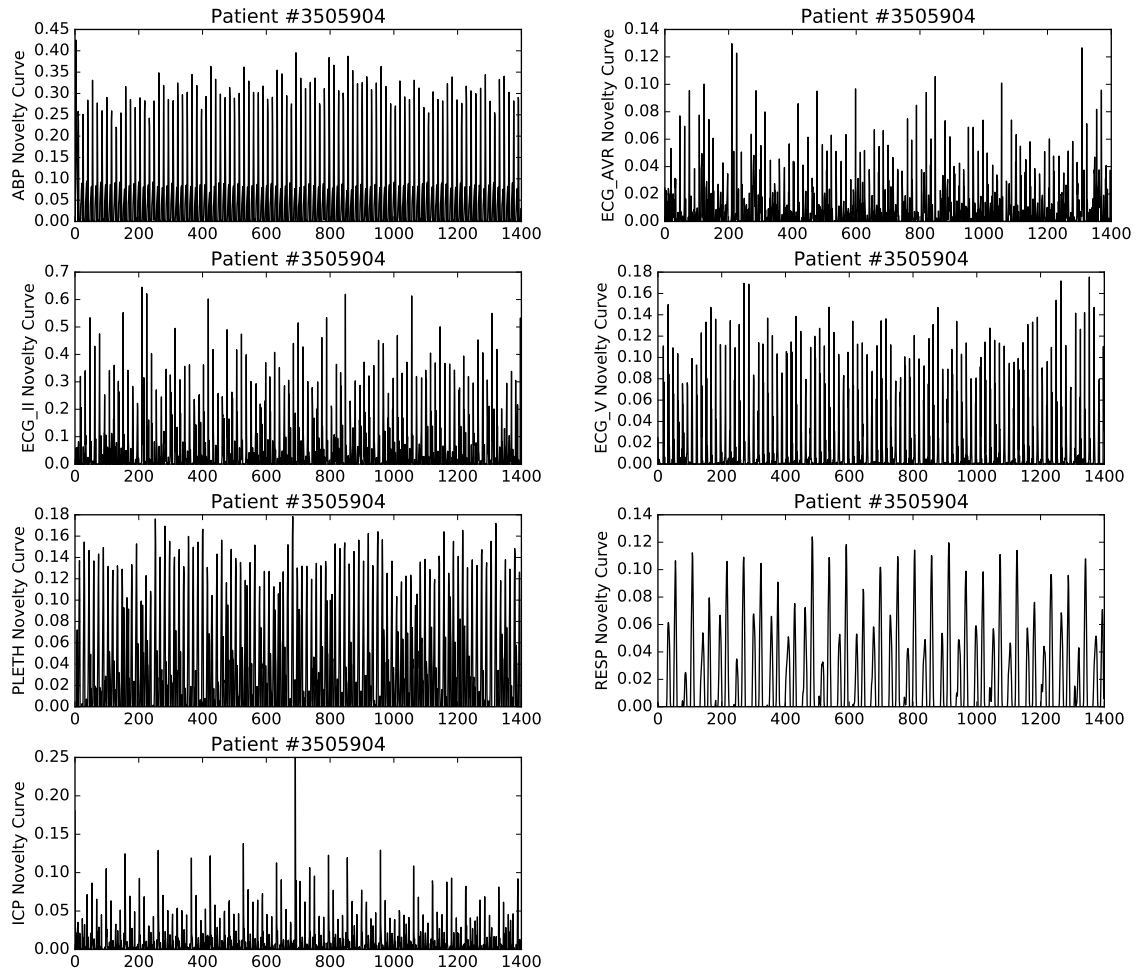 Patient #3505904
0.45
0.40
0.35
0.30
0.25
0.20
0.15
0.10
0.05
0.00
ABP Novelty Curve
0 200 400 600 800 1000 1200 1400
Patient #3505904
0.14
0.12
0.10
0.08
0.06
0.04
0.02
0.00
ECG_AVR Novelty Curve
0 200 400 600 800 1000 1200 1400
Patient #3505904
0.7
0.6
0.5
0.4
0.3
0.2
0.1
0.0
ECG_II Novelty Curve
0 200 400 600 800 1000 1200 1400
Patient #3505904
0.18
0.16
0.14
0.12
0.10
0.08
0.06
0.04
0.02
0.00
ECG_V Novelty Curve
0 200 400 600 800 1000 1200 1400
Patient #3505904
0.18
0.16
0.14
0.12
0.10
0.08
0.06
0.04
0.02
0.00
PLETH Novelty Curve
0 200 400 600 800 1000 1200 1400
Patient #3505904
0.14
0.12
0.10
0.08
0.06
0.04
0.02
0.00
RESP Novelty Curve
0 200 400 600 800 1000 1200 1400
Patient #3505904
0.25
0.20
0.15
0.10
0.05
0.00
ICP Novelty Curve
0 200 400 600 800 1000 1200 1400